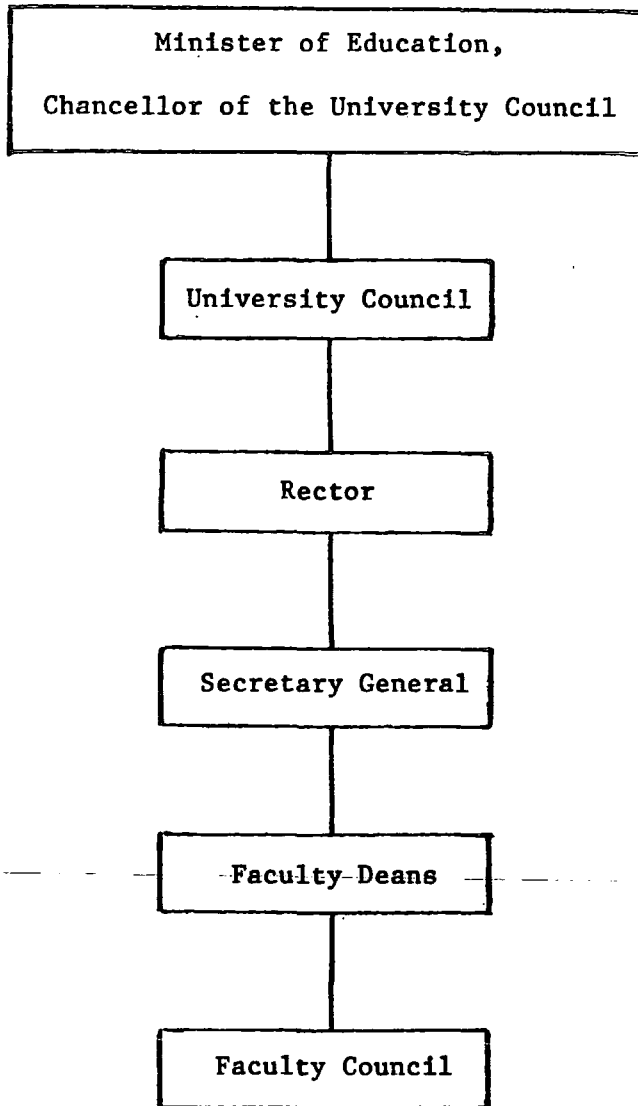 Minister of Education,
Chancellor of the University Council
University Council
Rector
Secretary General
Faculty Deans
Faculty Council